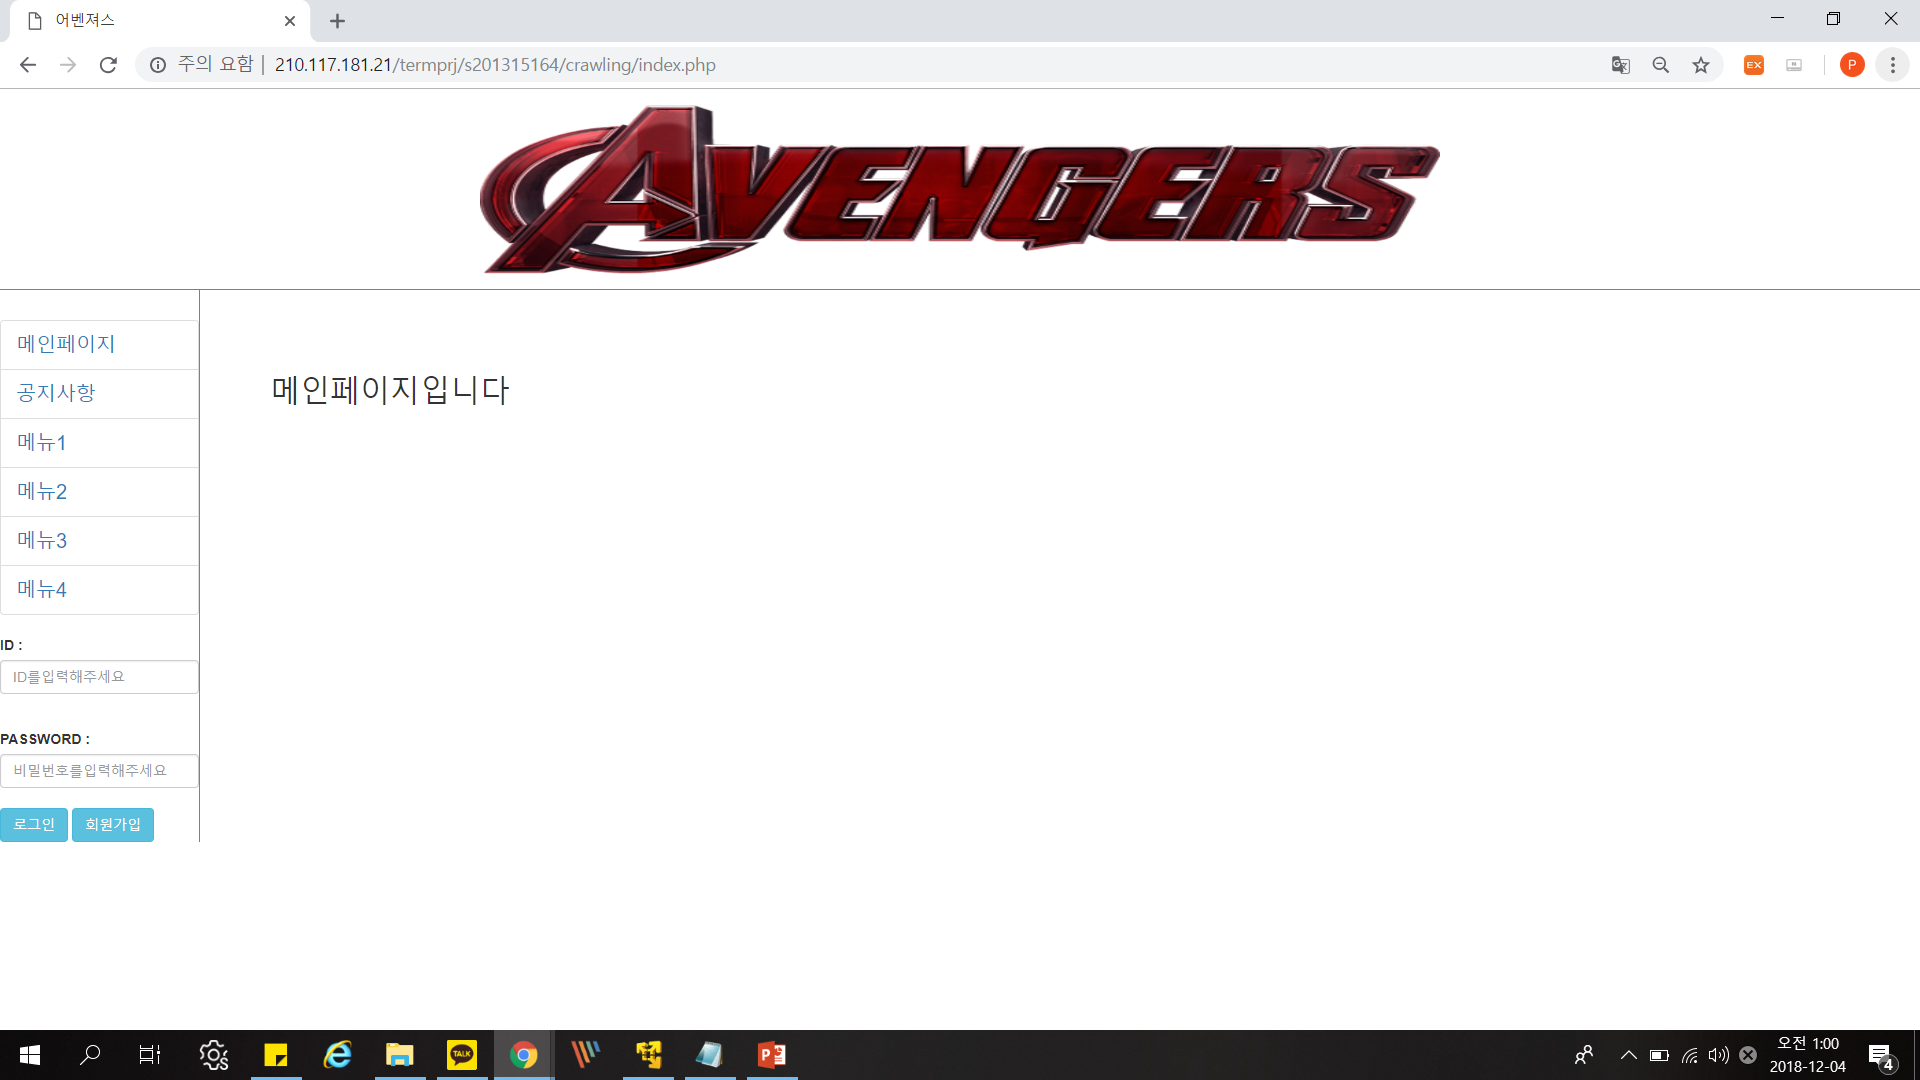 어벤져스
주의 요함 | 210.117.181.21/termprj/s201315164/crawling/index.php
EX
P
AVENGERS
메인페이지
공지사항
메뉴1
메뉴2
메뉴3
메뉴4
메인페이지입니다
ID :
ID를입력해주세요
PASSWORD :
비밀번호를입력해주세요
로그인
회원가입
TALK
오전 1:00
2018-12-04
4